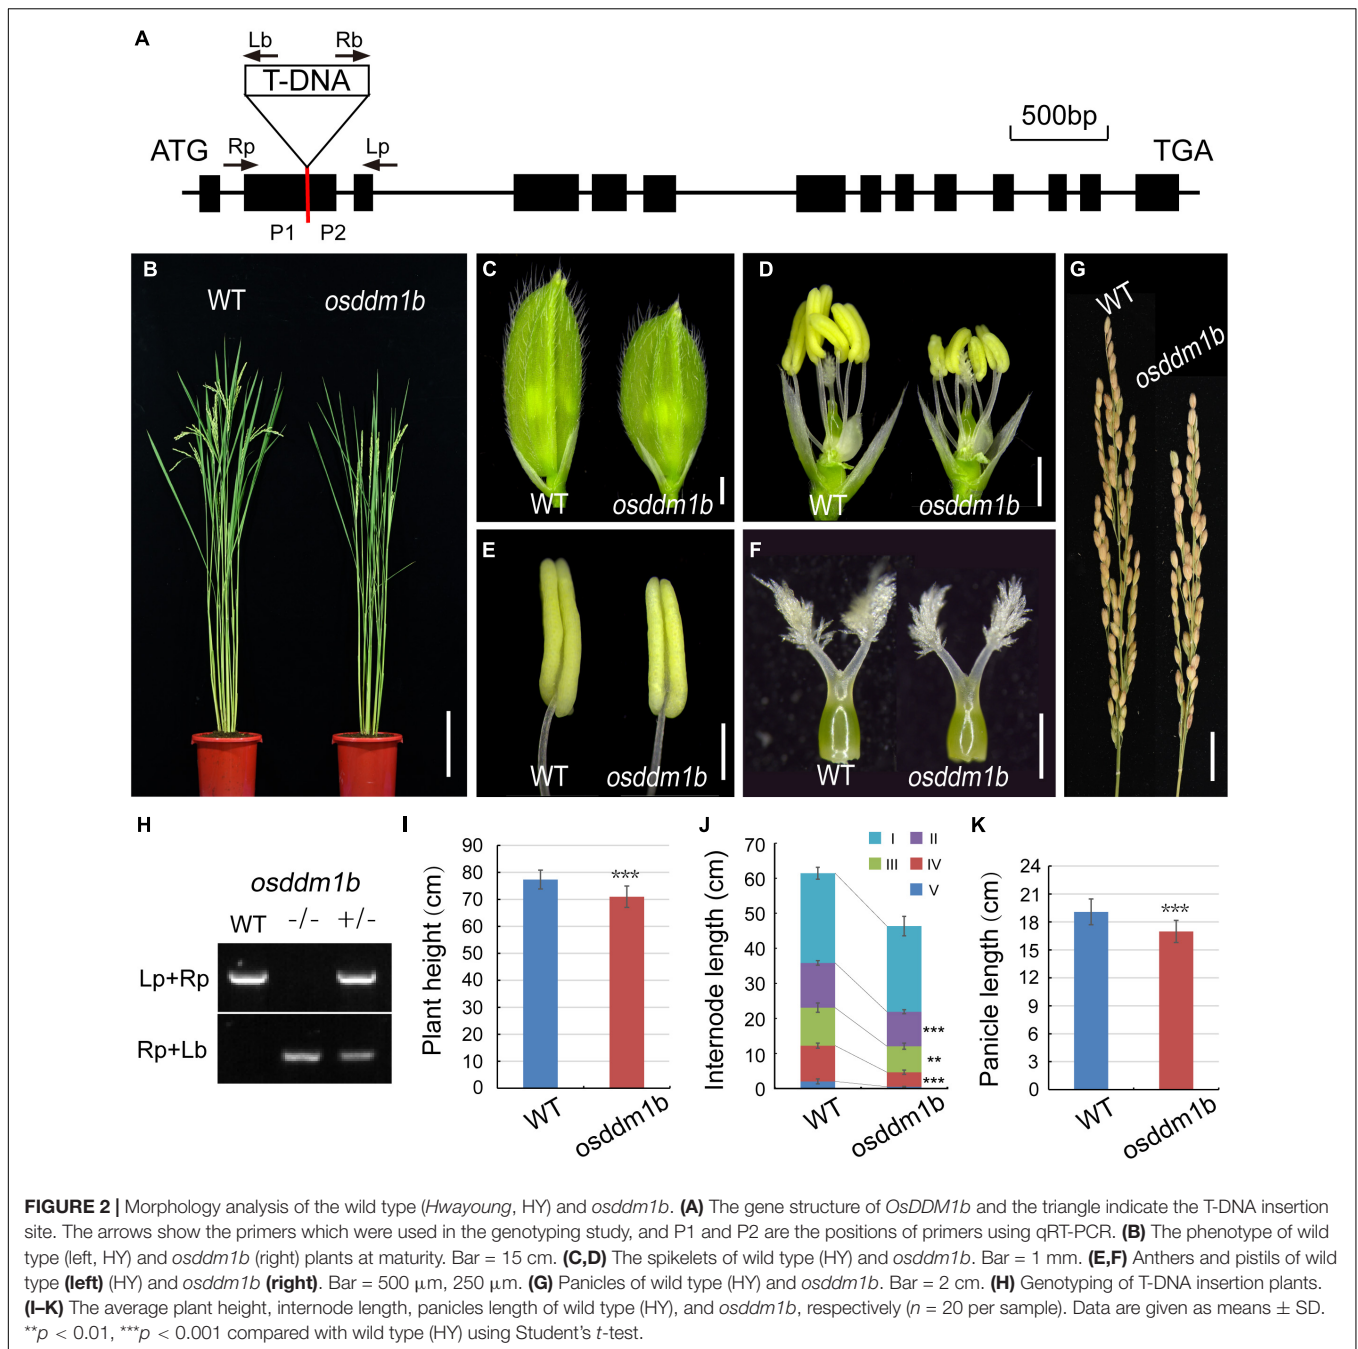 A
Lb
Rb
T-DNA
500bp
ATG
Rp
Lp
TGA
P1
P2
B
WT
osddm1b
C
WT
osddm1b
D
WT
osddm1b
E
WT
osddm1b
F
WT
osddm1b
G
WT
osddm1b
H
osddm1b
WT
-/-
+/-
Lp+Rp
Rp+Lb
I
Plant height (cm)
90
80
70
60
50
40
30
20
10
0
***
WT
osddm1b
J
Internode length (cm)
70
60
50
40
30
20
10
0
I
II
III
IV
V
***
**
***
WT
osddm1b
K
Panicle length (cm)
24
21
18
15
12
9
6
3
0
***
WT
osddm1b
FIGURE 2 | Morphology analysis of the wild type (Hwayoung, HY) and osddm1b. (A) The gene structure of OsDDM1b and the triangle indicate the T-DNA insertion
site. The arrows show the primers which were used in the genotyping study, and P1 and P2 are the positions of primers using qRT-PCR. (B) The phenotype of wild
type (left, HY) and osddm1b (right) plants at maturity. Bar = 15 cm. (C,D) The spikelets of wild type (HY) and osddm1b. Bar = 1 mm. (E,F) Anthers and pistils of wild
type (left) (HY) and osddm1b (right). Bar = 500 μm, 250 μm. (G) Panicles of wild type (HY) and osddm1b. Bar = 2 cm. (H) Genotyping of T-DNA insertion plants.
(I–K) The average plant height, internode length, panicles length of wild type (HY), and osddm1b, respectively (n = 20 per sample). Data are given as means ± SD.
**p < 0.01, ***p < 0.001 compared with wild type (HY) using Student's t-test.